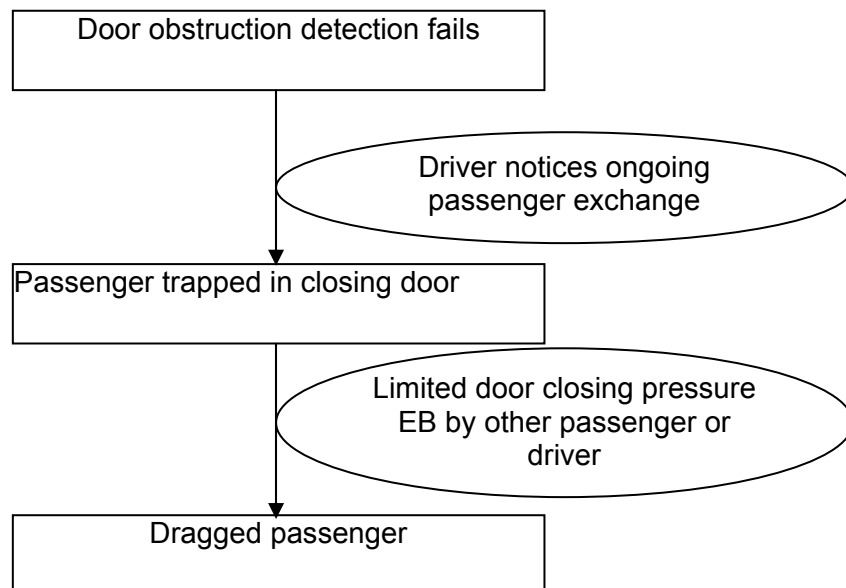 Door obstruction detection fails
Driver notices ongoing
passenger exchange
Passenger trapped in closing door
Limited door closing pressure
EB by other passenger or
driver
Dragged passenger